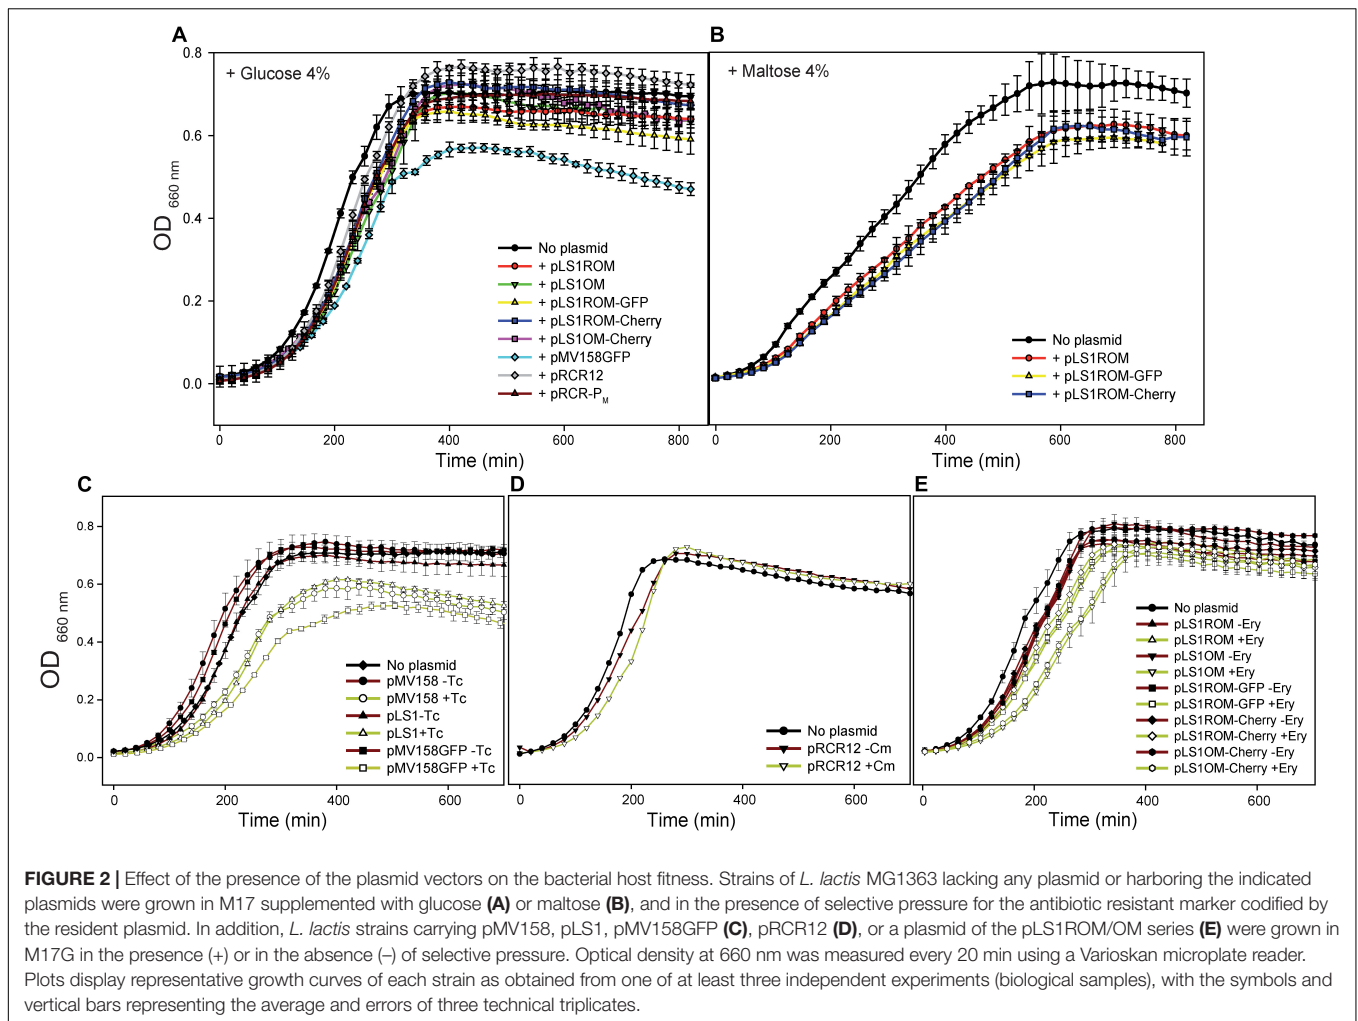 A
B
+ Glucose 4%
+ Maltose 4%
0.8
0.6
0.4
0.2
0.0
OD 660 nm
No plasmid
+ pLS1ROM
+ pLS1OM
+ pLS1ROM-GFP
+ pLS1ROM-Cherry
+ pLS1OM-Cherry
+ pMV158GFP
+ pRCR12
+ pRCR-PM
0 200 400 600 800
Time (min)
No plasmid
+ pLS1ROM
+ pLS1ROM-GFP
+ pLS1ROM-Cherry
0 200 400 600 800
Time (min)
C
D
E
0.8
0.6
0.4
0.2
0.0
OD 660 nm
No plasmid
pMV158 -Tc
pMV158 +Tc
pLS1-Tc
pLS1+Tc
pMV158GFP -Tc
pMV158GFP +Tc
0 200 400 600
Time (min)
No plasmid
pRCR12 -Cm
pRCR12 +Cm
0 200 400 600
Time (min)
No plasmid
pLS1ROM -Ery
pLS1ROM +Ery
pLS1OM -Ery
pLS1OM +Ery
pLS1ROM-GFP -Ery
pLS1ROM-GFP +Ery
pLS1ROM-Cherry -Ery
pLS1ROM-Cherry +Ery
pLS1OM-Cherry -Ery
pLS1OM-Cherry +Ery
0 200 400 600
Time (min)
FIGURE 2 | Effect of the presence of the plasmid vectors on the bacterial host fitness. Strains of L. lactis MG1363 lacking any plasmid or harboring the indicated
plasmids were grown in M17 supplemented with glucose (A) or maltose (B), and in the presence of selective pressure for the antibiotic resistant marker codified by
the resident plasmid. In addition, L. lactis strains carrying pMV158, pLS1, pMV158GFP (C), pRCR12 (D), or a plasmid of the pLS1ROM/OM series (E) were grown in
M17G in the presence (+) or in the absence (–) of selective pressure. Optical density at 660 nm was measured every 20 min using a Varioskan microplate reader.
Plots display representative growth curves of each strain as obtained from one of at least three independent experiments (biological samples), with the symbols and
vertical bars representing the average and errors of three technical triplicates.